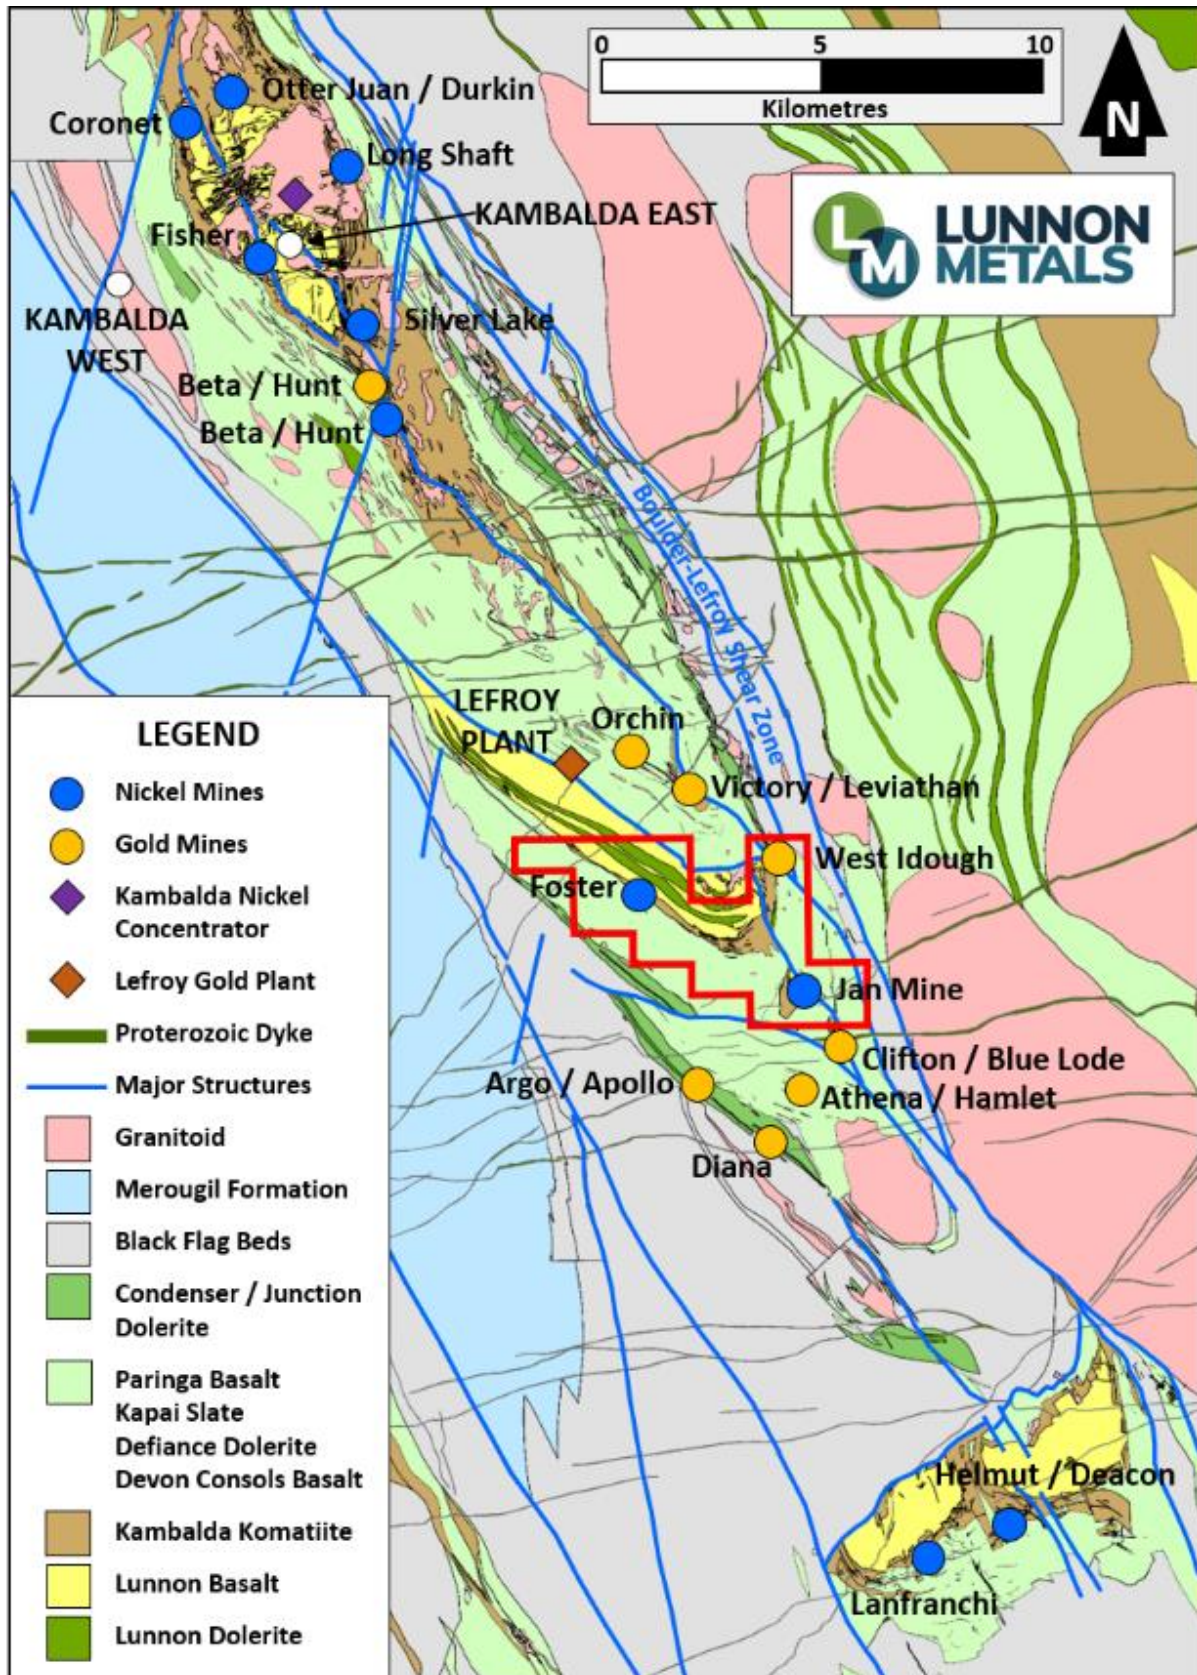 0 5 10
Kilometres
N
LM LUNNON
METALS
Otter Juan / Durkin
Coronet
Long Shaft
KAMBALDA EAST
Fisher
KAMBALDA
WEST
Silver Lake
Beta / Hunt
Beta / Hunt
Boulder-Lefroy Shear Zone
LEFROY
PLANT
Orchin
Victory / Leviathan
West Idough
Foster
Jan Mine
Clifton / Blue Lode
Argo / Apollo
Athena / Hamlet
Diana
Helmut / Deacon
Lanfranchi
LEGEND
Nickel Mines
Gold Mines
Kambalda Nickel
Concentrator
Lefroy Gold Plant
Proterozoic Dyke
Major Structures
Granitoid
Merougil Formation
Black Flag Beds
Condenser / Junction
Dolerite
Paringa Basalt
Kapai Slate
Defiance Dolerite
Devon Consols Basalt
Kambalda Komatiite
Lunnon Basalt
Lunnon Dolerite